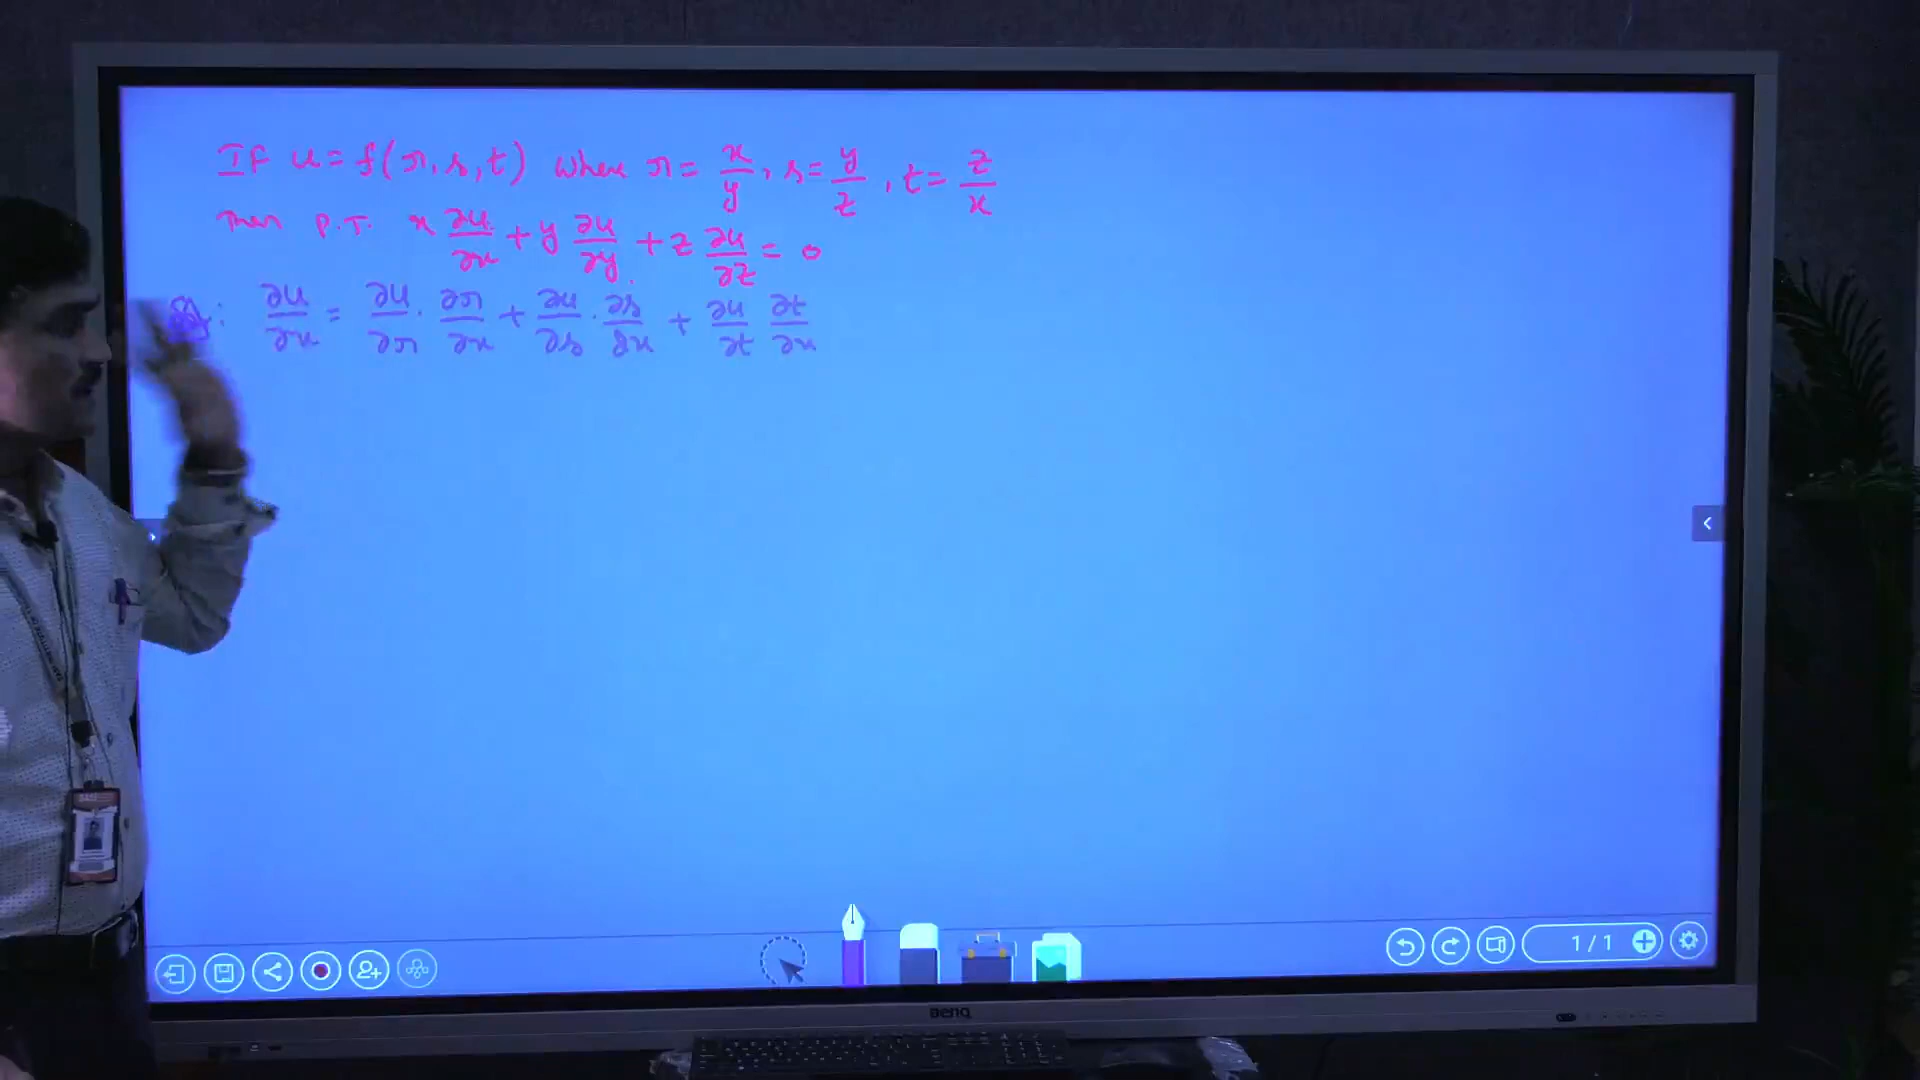 If u = f(r, s, t) where r = x/y, s = y/z, t = z/x
Then P.T. x ∂u/∂x + y ∂u/∂y + z ∂u/∂z = 0
∂u/∂x = ∂u/∂r · ∂r/∂x + ∂u/∂s · ∂s/∂x + ∂u/∂t ∂t/∂x
1/1
BenQ